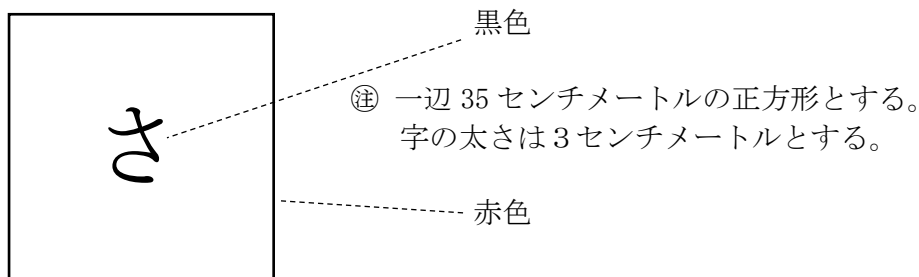 黒色
㊟ 一辺 35 センチメートルの正方形とする。
字の太さは3センチメートルとする。
さ
赤色